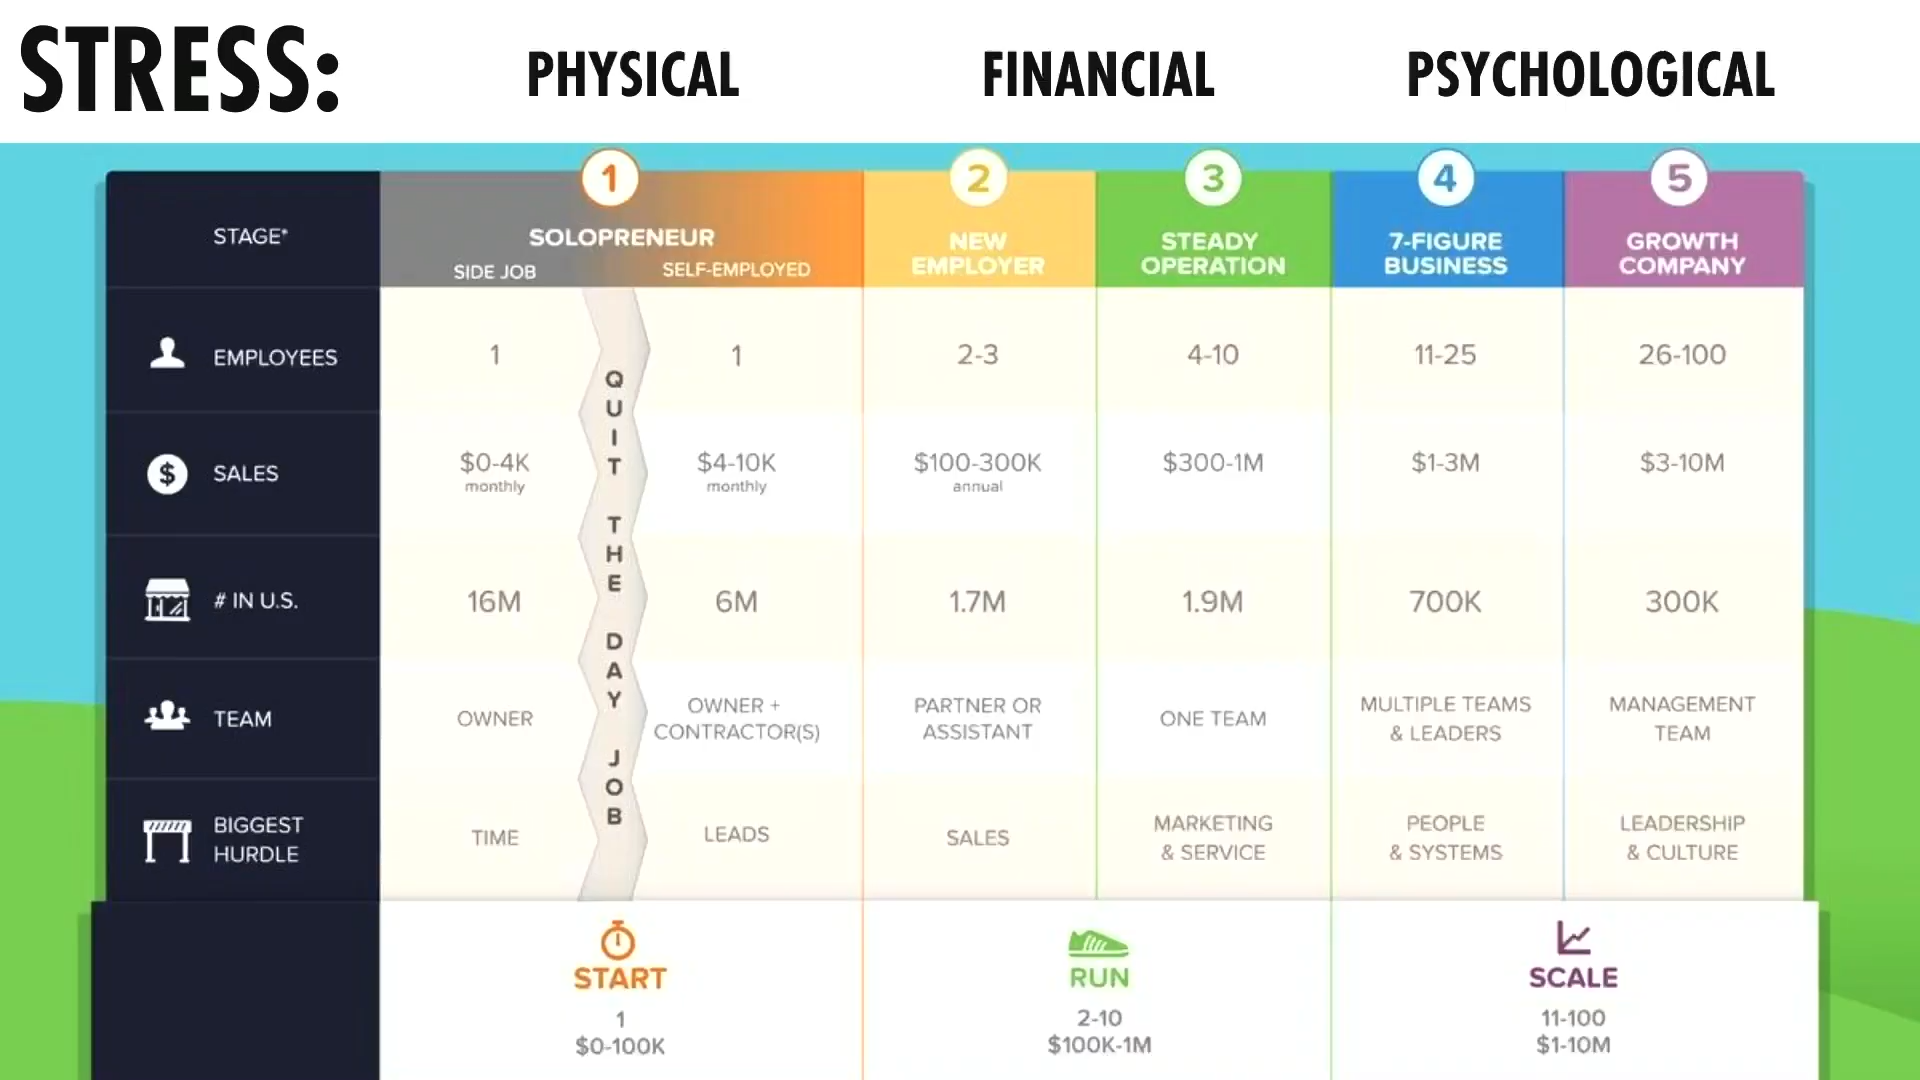 STRESS: PHYSICAL FINANCIAL PSYCHOLOGICAL
1 2 3 4 5
STAGE* SOLOPRENEUR NEW EMPLOYER STEADY OPERATION 7-FIGURE BUSINESS GROWTH COMPANY
SIDE JOB SELF-EMPLOYED
QUIT THE DAY JOB
EMPLOYEES 1 1 2-3 4-10 11-25 26-100
SALES $0-4K monthly $4-10K monthly $100-300K annual $300-1M $1-3M $3-10M
# IN U.S. 16M 6M 1.7M 1.9M 700K 300K
TEAM OWNER OWNER + CONTRACTOR(S) PARTNER OR ASSISTANT ONE TEAM MULTIPLE TEAMS & LEADERS MANAGEMENT TEAM
BIGGEST HURDLE TIME LEADS SALES MARKETING & SERVICE PEOPLE & SYSTEMS LEADERSHIP & CULTURE
START RUN SCALE
1 2-10 11-100
$0-100K $100K-1M $1-10M